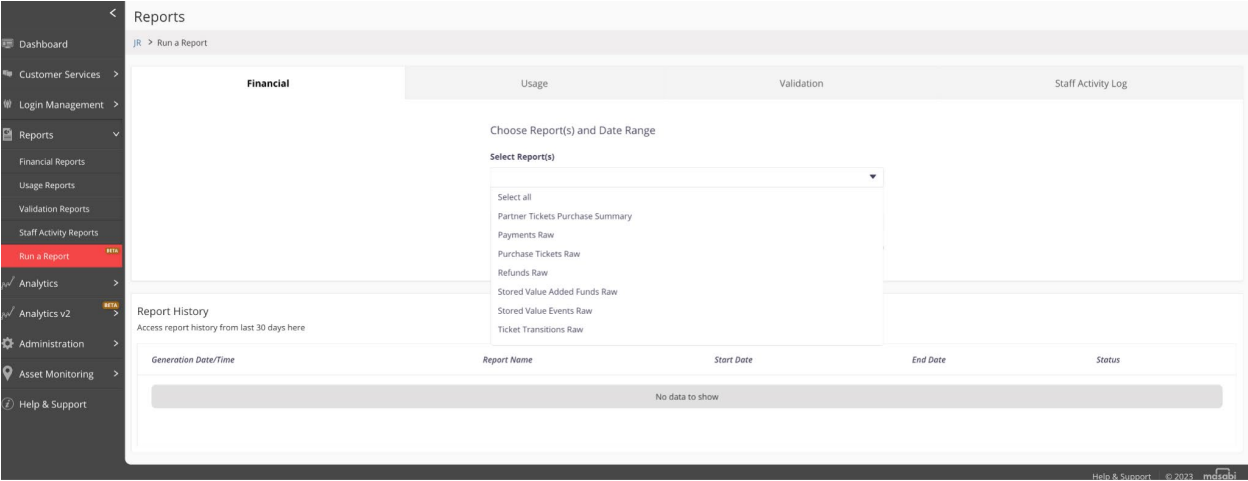 Reports
JR > Run a Report
Dashboard
Customer Services
Login Management
Reports
Financial Reports
Usage Reports
Validation Reports
Staff Activity Reports
Run a Report BETA
Analytics
Analytics v2 BETA
Administration
Asset Monitoring
Help & Support
Financial Usage Validation Staff Activity Log
Choose Report(s) and Date Range
Select Report(s)
Select all
Partner Tickets Purchase Summary
Payments Raw
Purchase Tickets Raw
Refunds Raw
Stored Value Added Funds Raw
Stored Value Events Raw
Ticket Transitions Raw
Report History
Access report history from last 30 days here
Generation Date/Time Report Name Start Date End Date Status
No data to show
Help & Support © 2023 masabi